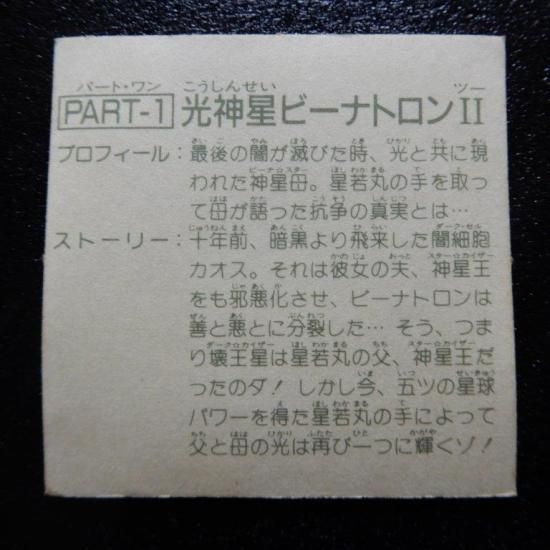 パート・ワン こうしんせい ツー
PART-1 光神星ビーナトロンII
プロフィール：最後の闇が滅びた時、光と共に現
われた神星母。星若丸の手を取っ
て母が語った抗争の真実とは…
ストーリー：十年前、暗黒より飛来した闇細胞
カオス。それは彼女の夫、神星王
をも邪悪化させ、ビーナトロンは
善と悪とに分裂した… そう、つま
り壊王星は星若丸の父、神星王だ
ったのダ！しかし今、五ツの星球
パワーを得た星若丸の手によって
父と母の光は再び一つに輝くゾ！